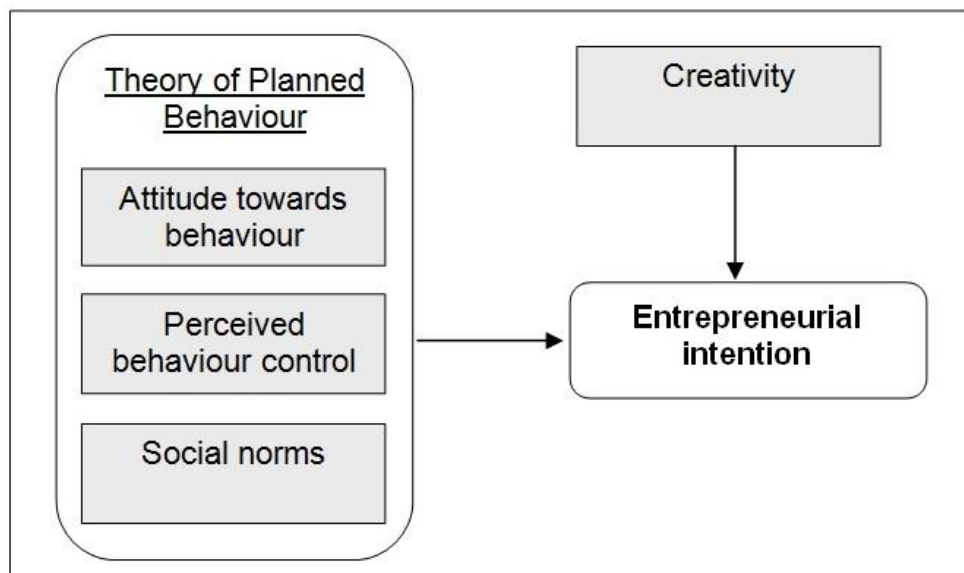 Theory of Planned
Behaviour
Attitude towards
behaviour
Perceived
behaviour control
Social norms
Creativity
Entrepreneurial
intention